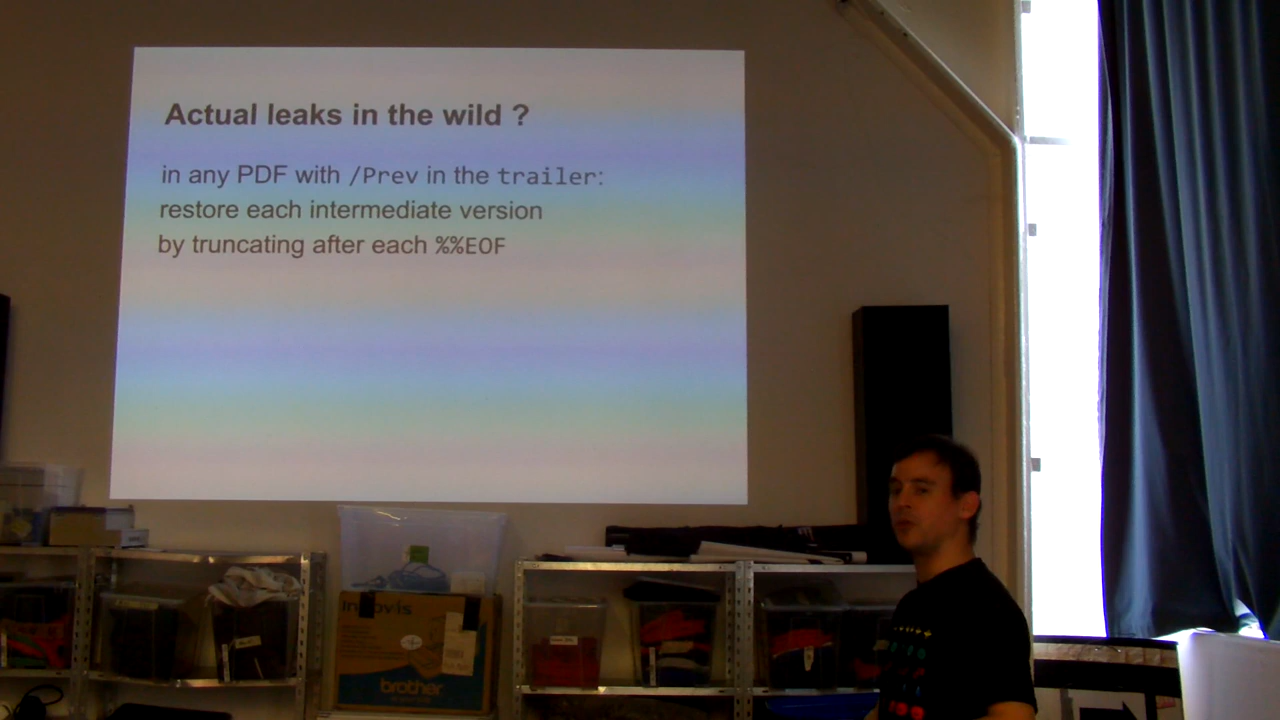 Actual leaks in the wild ?
in any PDF with /Prev in the trailer:
restore each intermediate version
by truncating after each %%EOF
brother